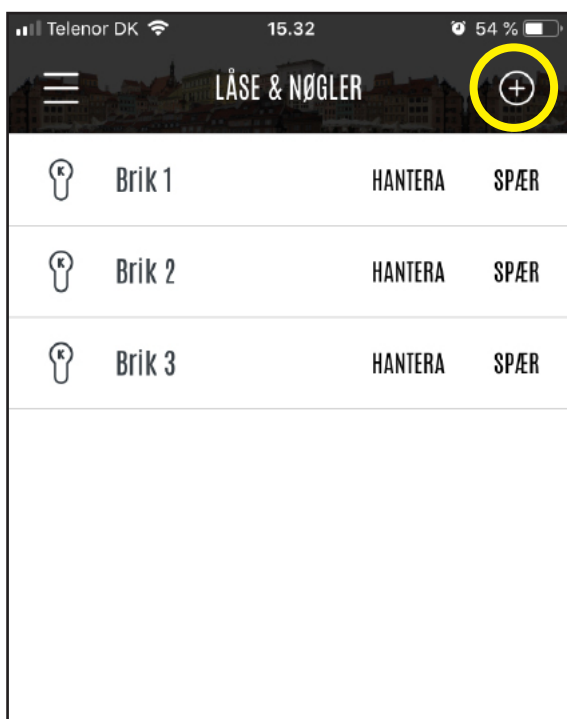 Telenor DK 15.32 54 %
LÅSE & NØGLER
K Brik 1 HANTERA SPÆR
K Brik 2 HANTERA SPÆR
K Brik 3 HANTERA SPÆR